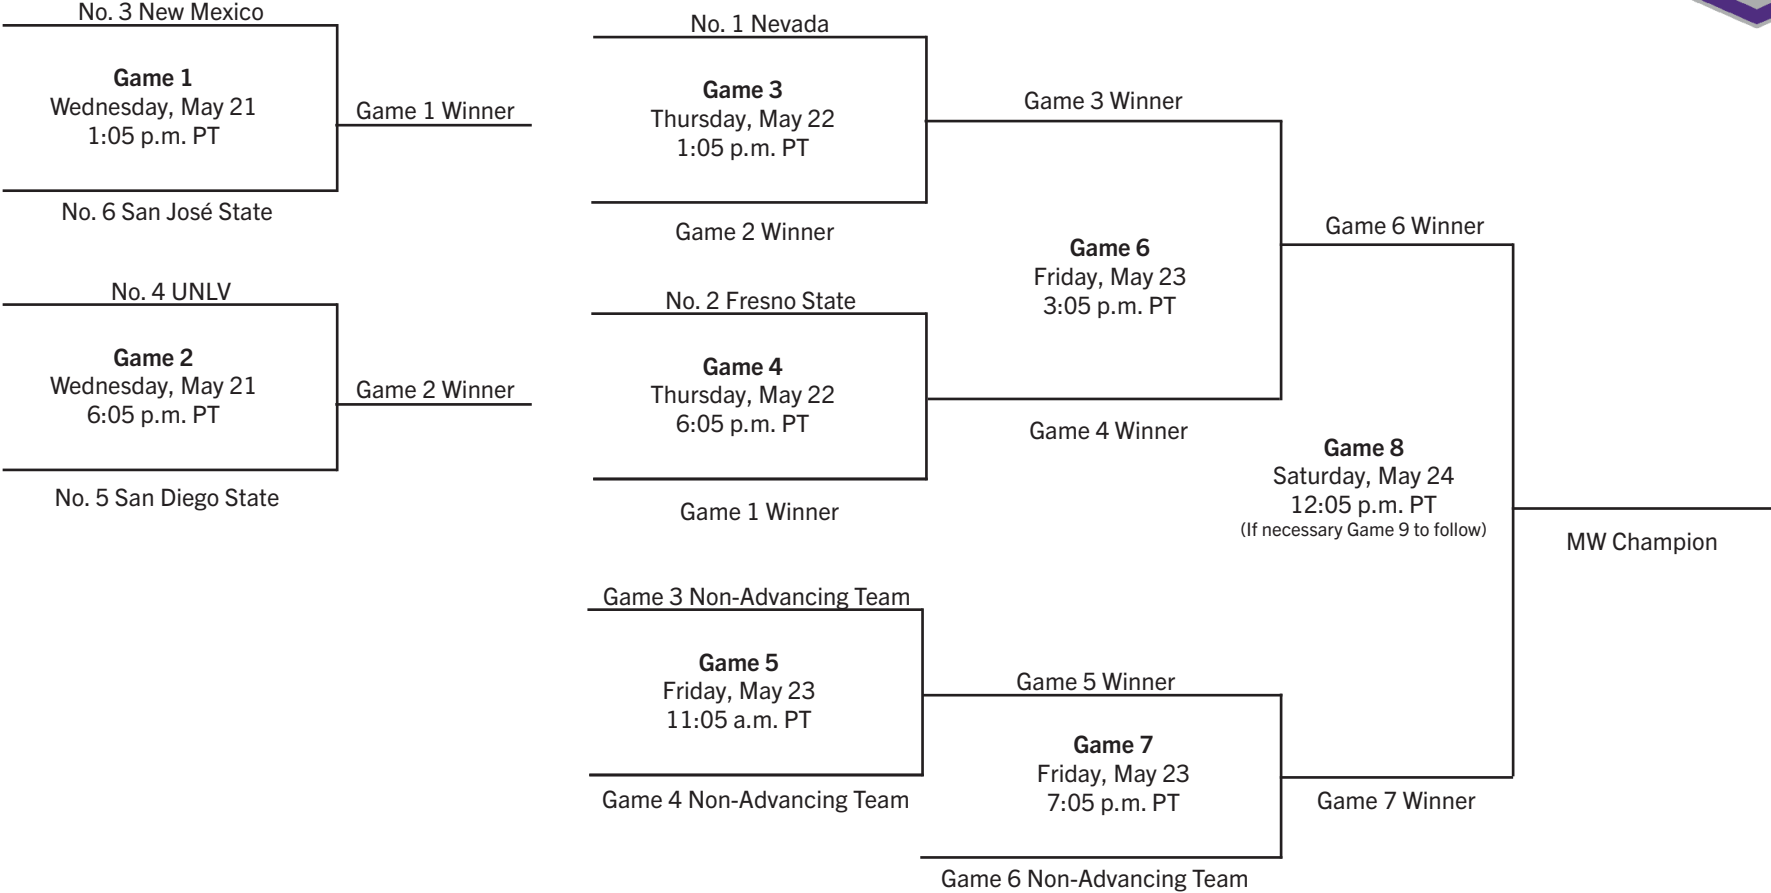 No. 3 New Mexico
Game 1
Wednesday, May 21
1:05 p.m. PT
Game 1 Winner
No. 6 San José State
No. 4 UNLV
Game 2
Wednesday, May 21
6:05 p.m. PT
Game 2 Winner
No. 5 San Diego State
No. 1 Nevada
Game 3
Thursday, May 22
1:05 p.m. PT
Game 2 Winner
Game 3 Winner
No. 2 Fresno State
Game 4
Thursday, May 22
6:05 p.m. PT
Game 1 Winner
Game 6
Friday, May 23
3:05 p.m. PT
Game 4 Winner
Game 6 Winner
Game 3 Non-Advancing Team
Game 5
Friday, May 23
11:05 a.m. PT
Game 4 Non-Advancing Team
Game 5 Winner
Game 7
Friday, May 23
7:05 p.m. PT
Game 6 Non-Advancing Team
Game 7 Winner
Game 8
Saturday, May 24
12:05 p.m. PT
(If necessary Game 9 to follow)
MW Champion